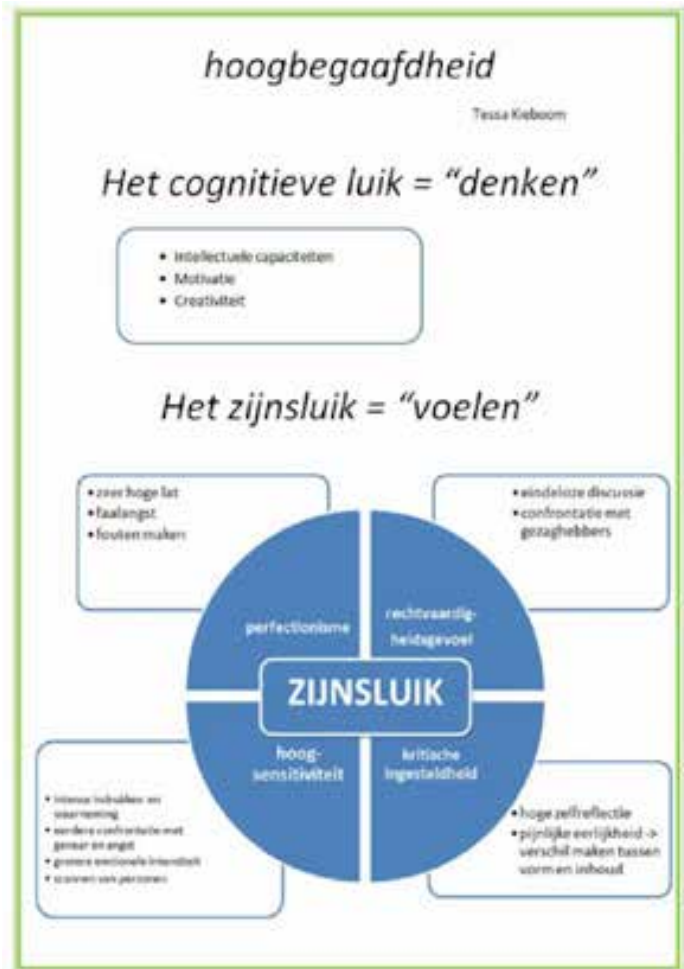 hoogbegaafdheid
Tessa Kieboom
Het cognitieve luik = “denken”
• Intellectuele capaciteiten
• Motivatie
• Creativiteit
Het zijnsluik = “voelen”
• zeer hoge lat
• faalangst
• fouten maken
• eindeloze discussie
• confrontatie met
gezaghebbers
perfectionisme
rechtvaardig-
heidsgevoel
ZIJNSLUIK
hoog-
sensitiviteit
kritische
ingesteldheid
• intense indrukken en
waarneming
• eerdere confrontatie met
gevaar en angst
• grotere emotionele intensiteit
• scannen van personen
• hoge zelfreflectie
• pijnlijke eerlijkheid ->
verschil maken tussen
vorm en inhoud